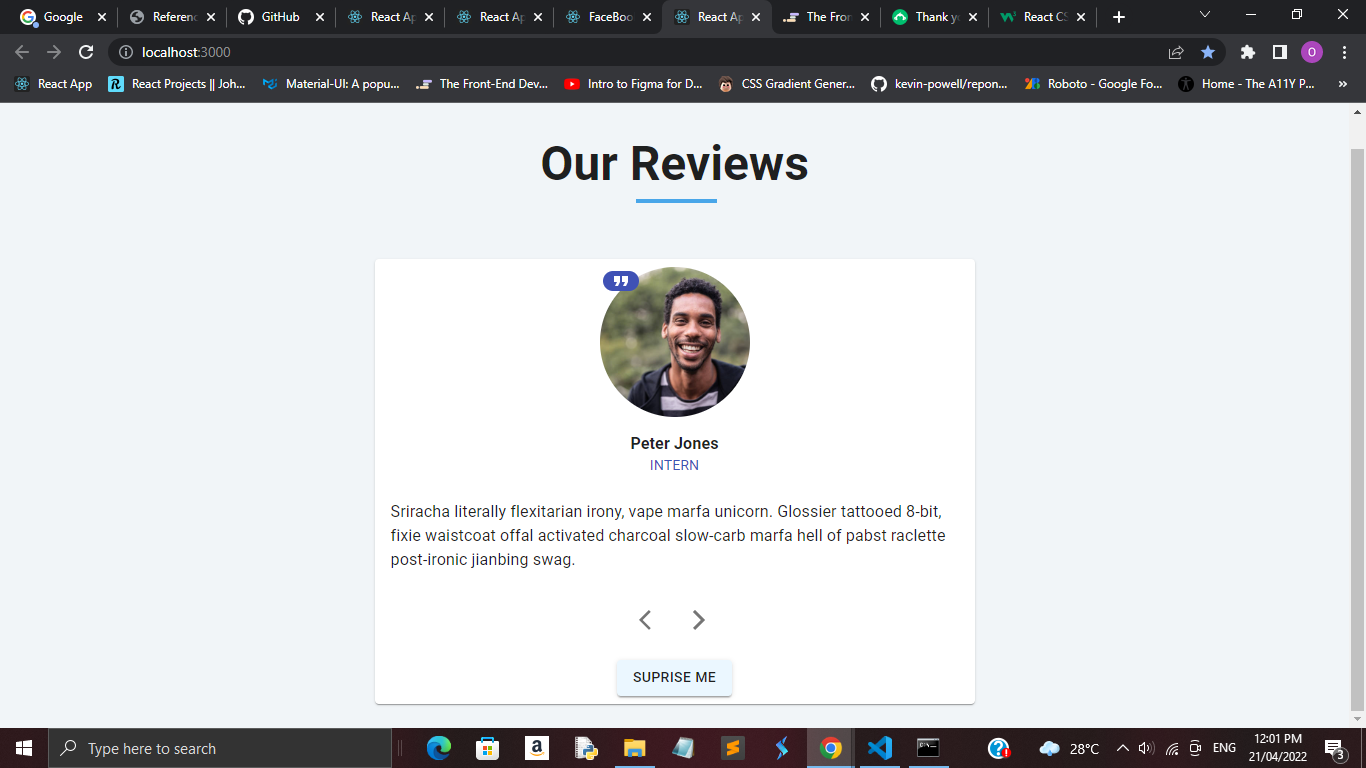 Google
Referenc
GitHub
React Ap
React Ap
FaceBoo
React Ap
The Fron
Thank yo
React CS
localhost:3000
O
React App
React Projects || Joh...
Material-UI: A popu...
The Front-End Dev...
Intro to Figma for D...
CSS Gradient Gener...
kevin-powell/repon...
Roboto - Google Fo...
Home - The A11Y P...
»
Our Reviews
Peter Jones
INTERN
Sriracha literally flexitarian irony, vape marfa unicorn. Glossier tattooed 8-bit,
fixie waistcoat offal activated charcoal slow-carb marfa hell of pabst raclette
post-ironic jianbing swag.
SUPRISE ME
Type here to search
28°C
ENG
12:01 PM
21/04/2022
3